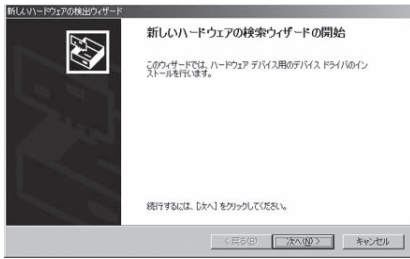 新しいハードウェアの検出ウィザード
新しいハードウェアの検索ウィザードの開始
このウィザードでは、ハードウェア デバイス用のデバイス ドライバのイン
ストールを行います。
続行するには、[次へ] をクリックしてください。
< 戻る(B)
次へ(N) >
キャンセル